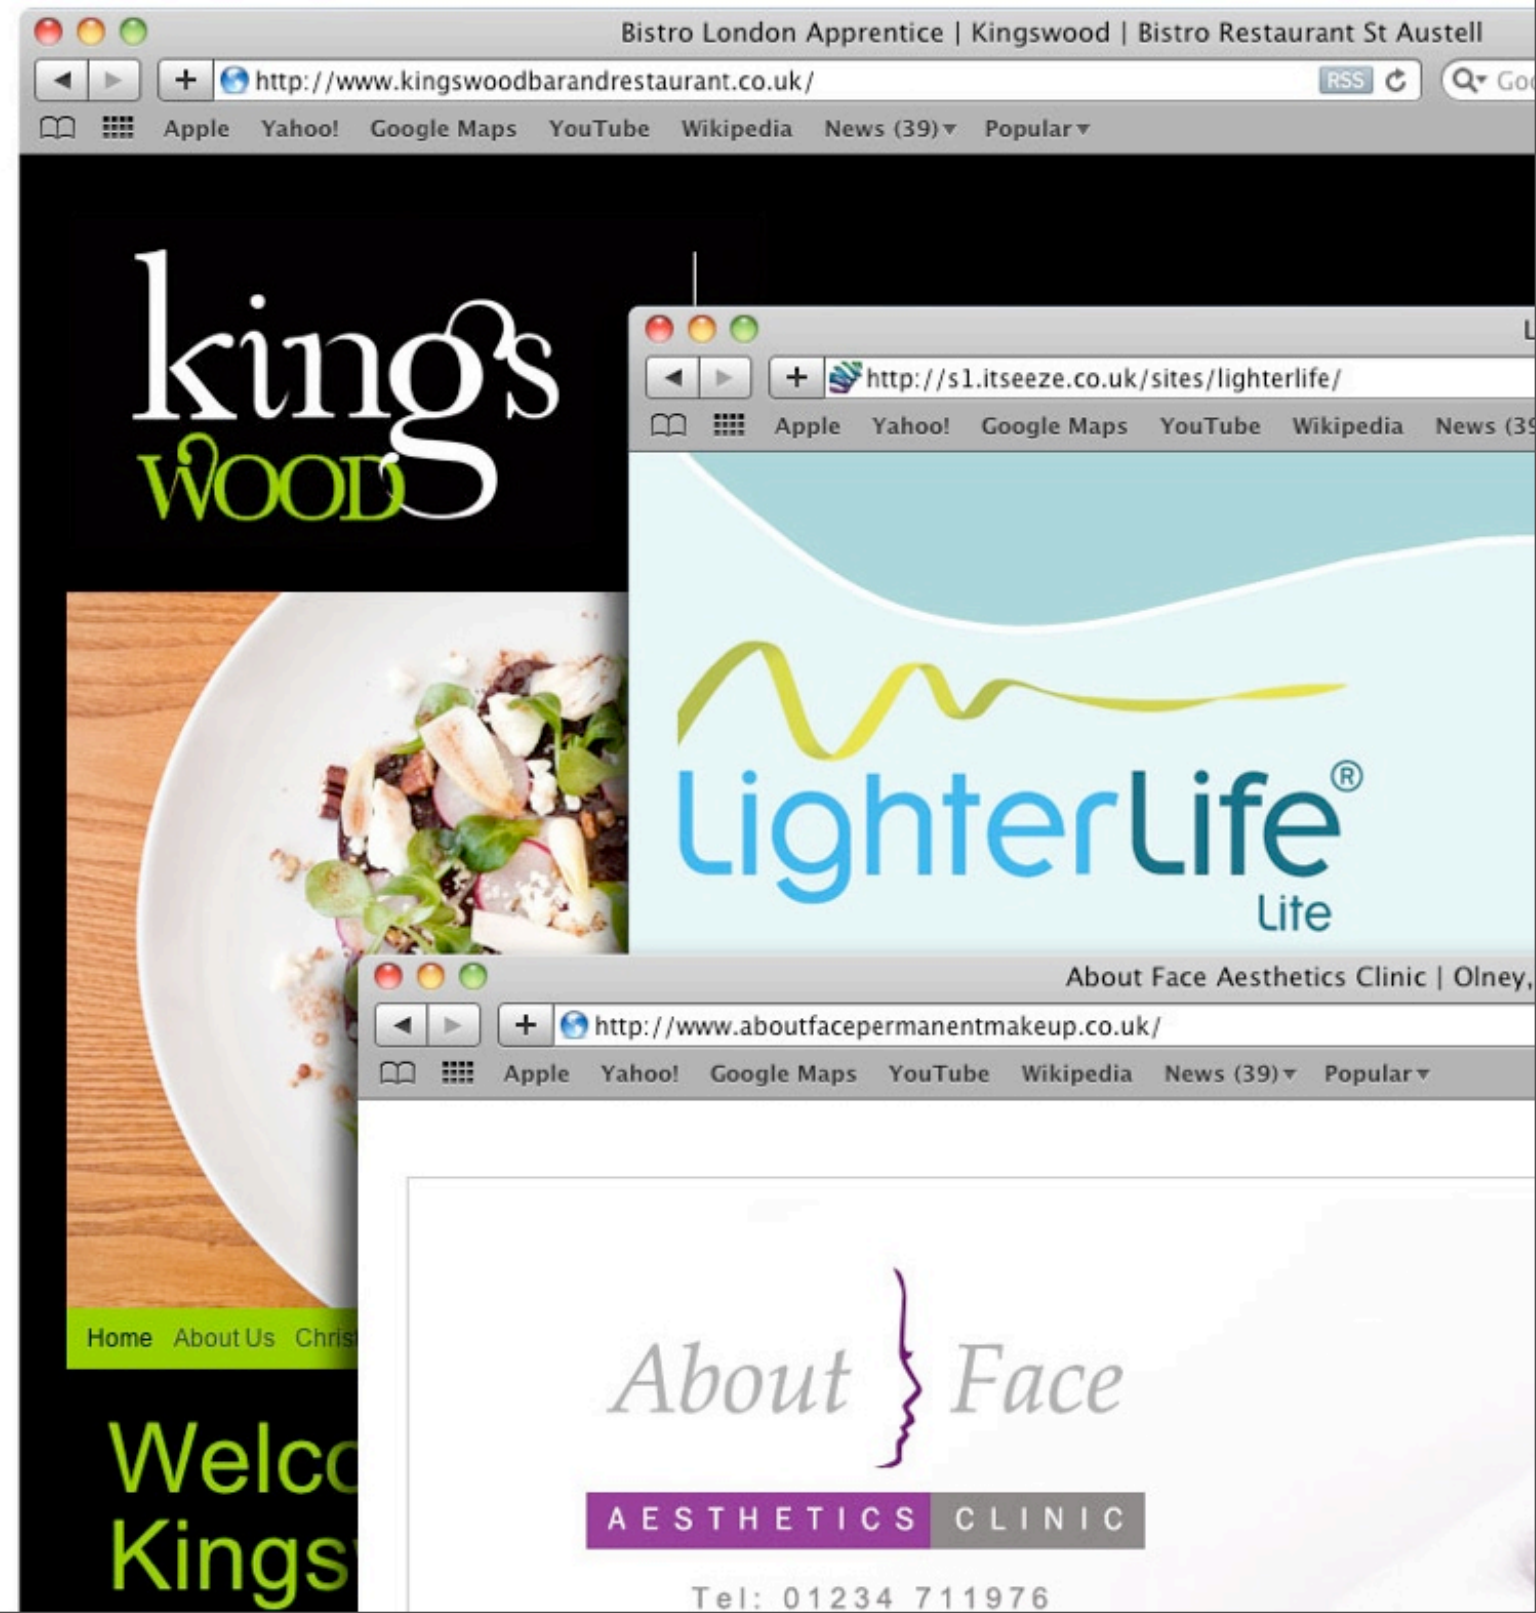 Bistro London Apprentice | Kingswood | Bistro Restaurant St Austell
http://www.kingswoodbarandrestaurant.co.uk/ RSS
Apple Yahoo! Google Maps YouTube Wikipedia News (39) Popular
king's
WOOD
http://s1.itseeze.co.uk/sites/lighterlife/
Apple Yahoo! Google Maps YouTube Wikipedia News (39
LighterLife®
Lite
About Face Aesthetics Clinic | Olney,
http://www.aboutfacepermanentmakeup.co.uk/
Apple Yahoo! Google Maps YouTube Wikipedia News (39) Popular
About Face
AESTHETICS CLINIC
Tel: 01234 711976
Home About Us